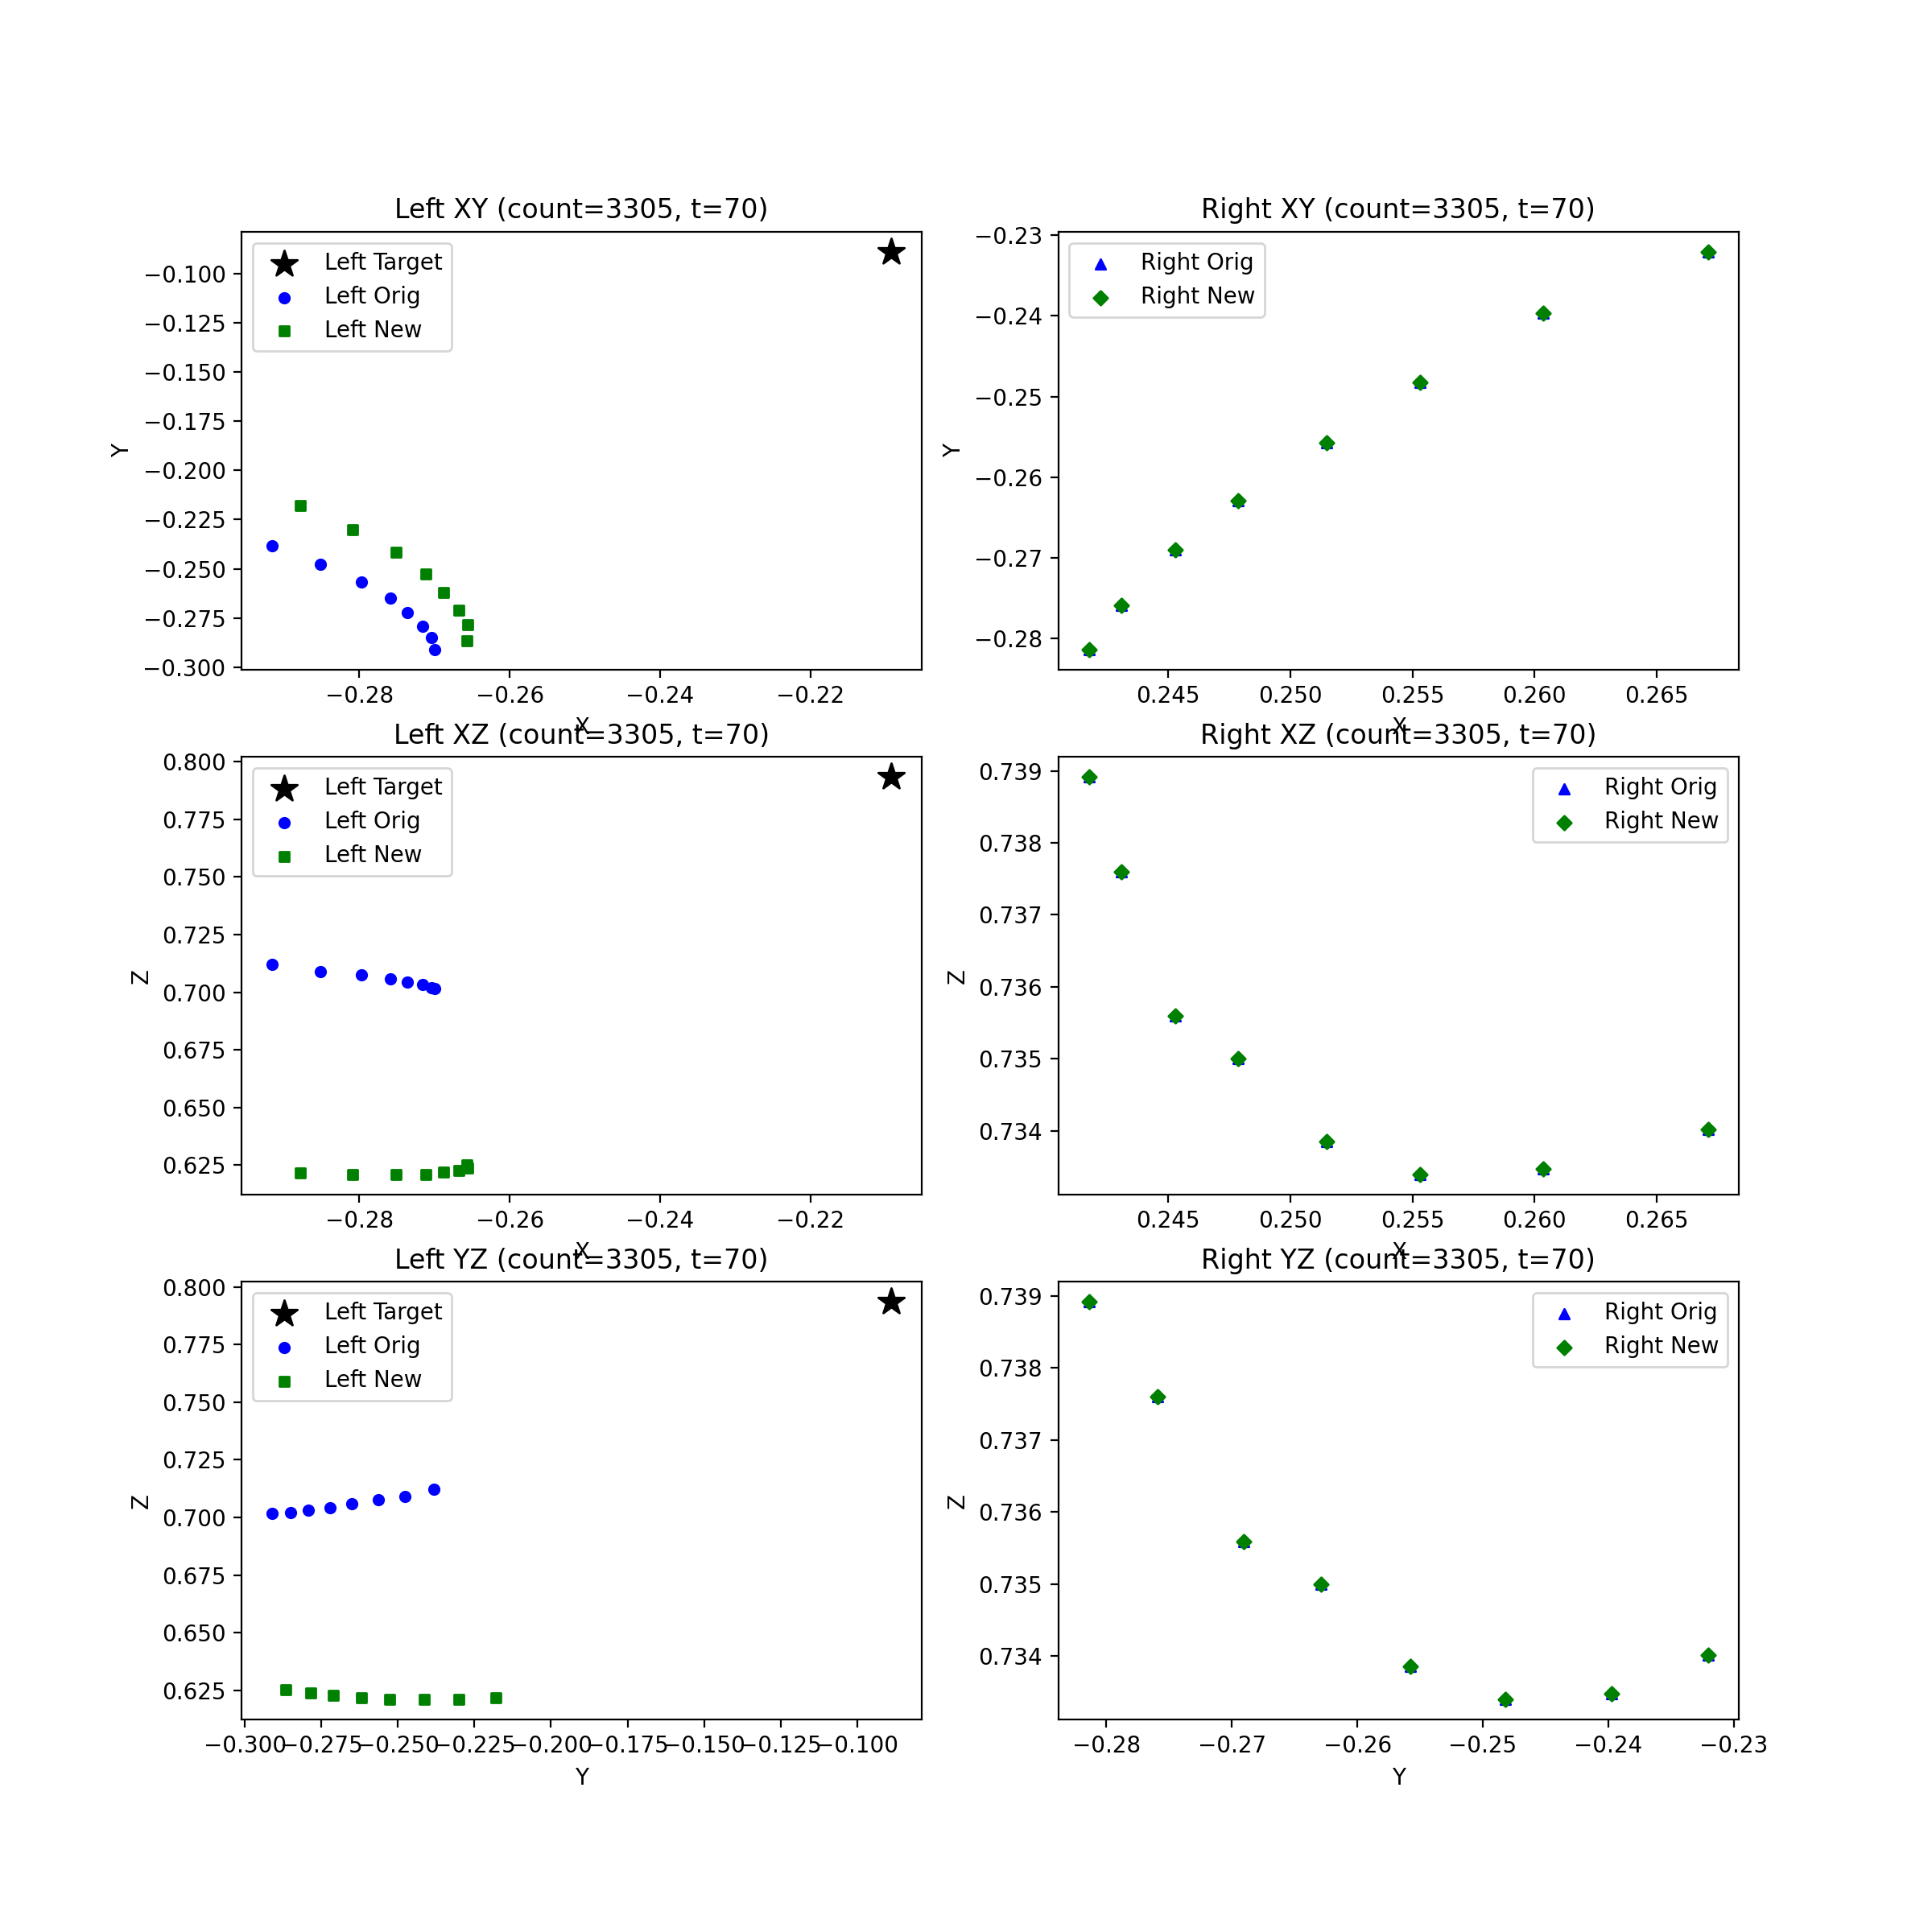 Left XY (count=3305, t=70)
Left Target
Left Orig
Left New
−0.100
−0.125
−0.150
−0.175
−0.200
−0.225
−0.250
−0.275
−0.300
Y
−0.28 −0.26 −0.24 −0.22
X
Right XY (count=3305, t=70)
Right Orig
Right New
−0.23
−0.24
−0.25
−0.26
−0.27
−0.28
Y
0.245 0.250 0.255 0.260 0.265
X
Left XZ (count=3305, t=70)
Left Target
Left Orig
Left New
0.800
0.775
0.750
0.725
0.700
0.675
0.650
0.625
Z
−0.28 −0.26 −0.24 −0.22
X
Right XZ (count=3305, t=70)
Right Orig
Right New
0.739
0.738
0.737
0.736
0.735
0.734
Z
0.245 0.250 0.255 0.260 0.265
X
Left YZ (count=3305, t=70)
Left Target
Left Orig
Left New
0.800
0.775
0.750
0.725
0.700
0.675
0.650
0.625
Z
−0.300 −0.275 −0.250 −0.225 −0.200 −0.175 −0.150 −0.125 −0.100
Y
Right YZ (count=3305, t=70)
Right Orig
Right New
0.739
0.738
0.737
0.736
0.735
0.734
Z
−0.28 −0.27 −0.26 −0.25 −0.24 −0.23
Y